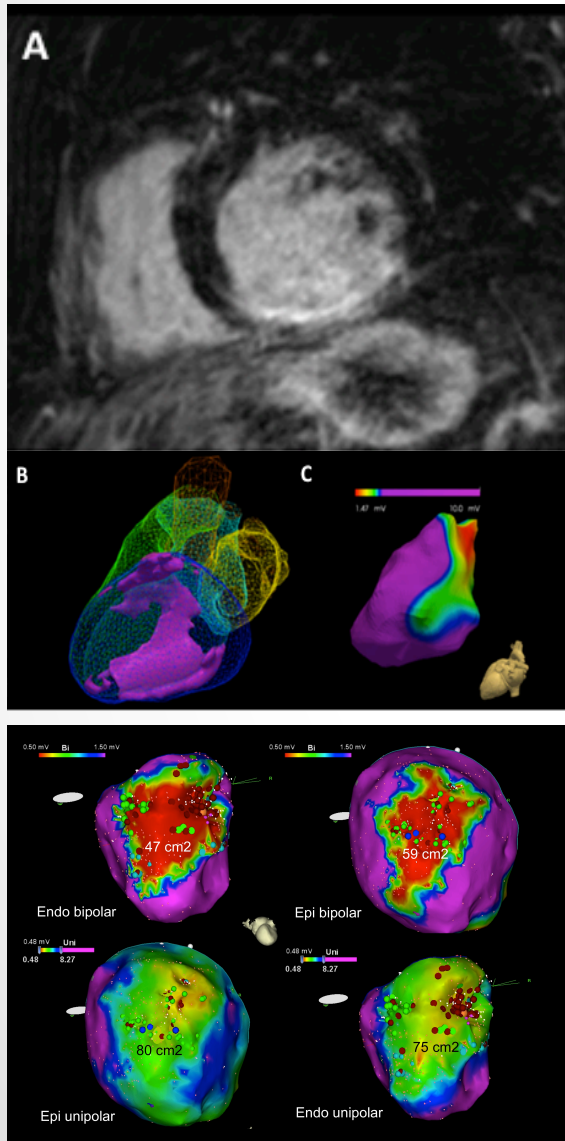 A
B
C
1.47 mV 10.0 mV
0.50 mV Bi 1.50 mV
0.50 mV Bi 1.50 mV
47 cm2
59 cm2
Endo bipolar
Epi bipolar
0.48 mV Uni
0.48 8.27
0.48 mV Uni
0.48 8.27
80 cm2
75 cm2
Epi unipolar
Endo unipolar